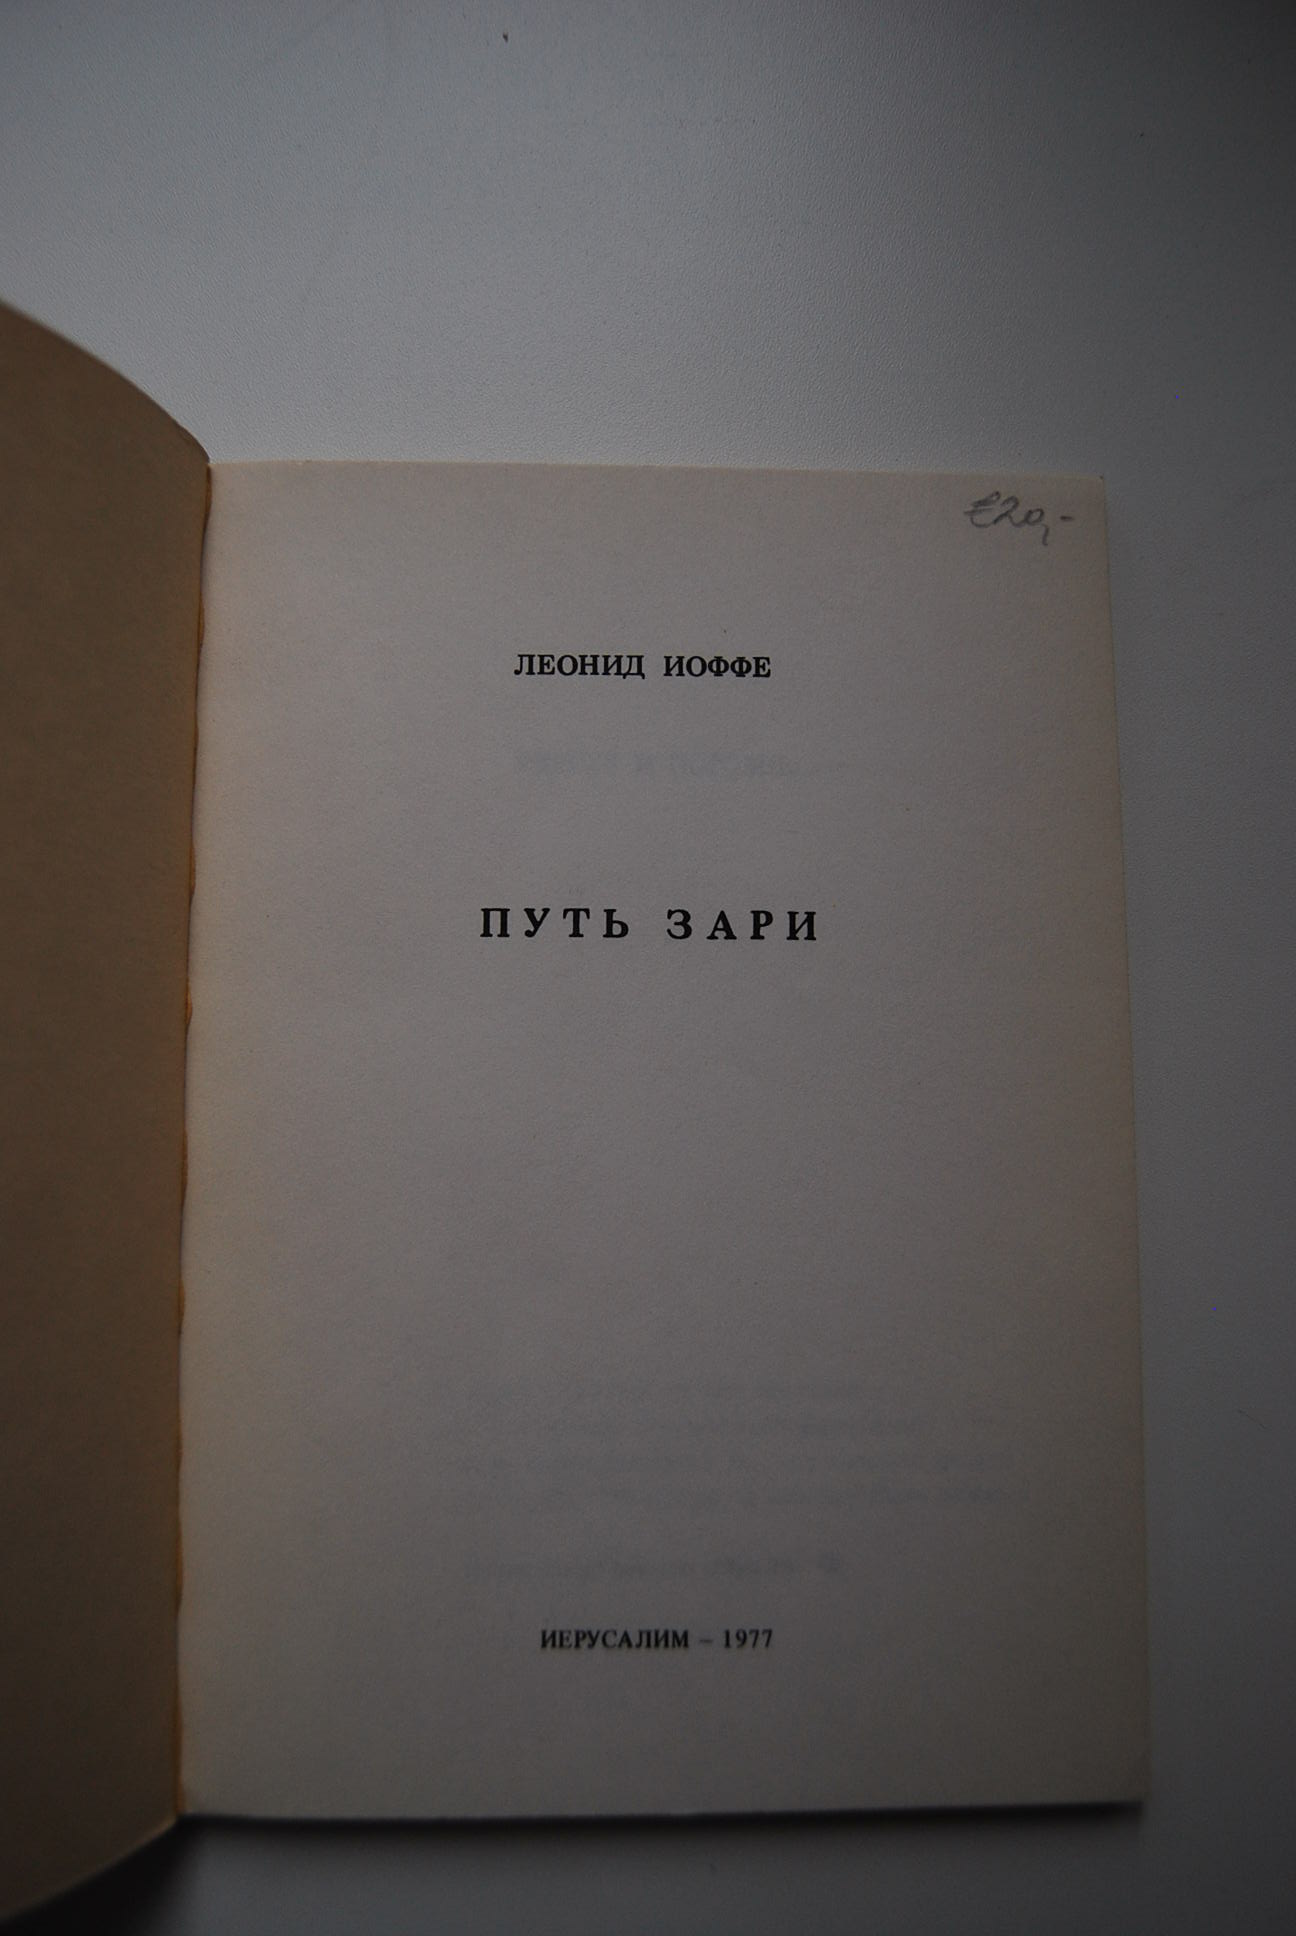 €20,-
ЛЕОНИД ИОФФЕ
ПУТЬ ЗАРИ
ИЕРУСАЛИМ – 1977